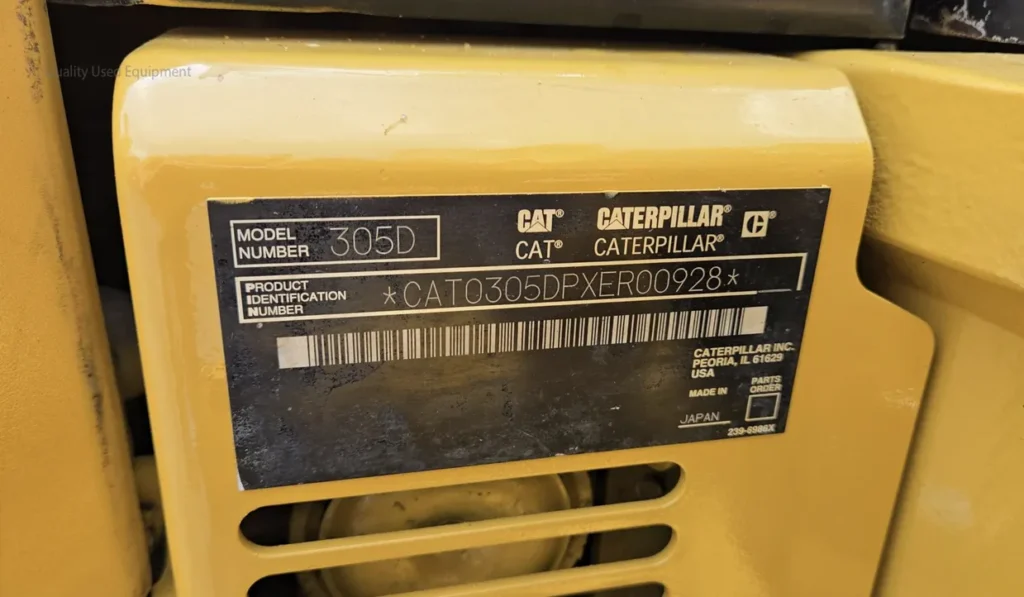 uality Used Equipment
MODEL NUMBER 305D
CAT® CATERPILLAR® C®
CAT® CATERPILLAR®
PRODUCT IDENTIFICATION NUMBER *CAT0305DPXER00928*
CATERPILLAR INC.
PEORIA, IL 61629
USA
MADE IN
JAPAN
PARTS ORDER
239-5986X